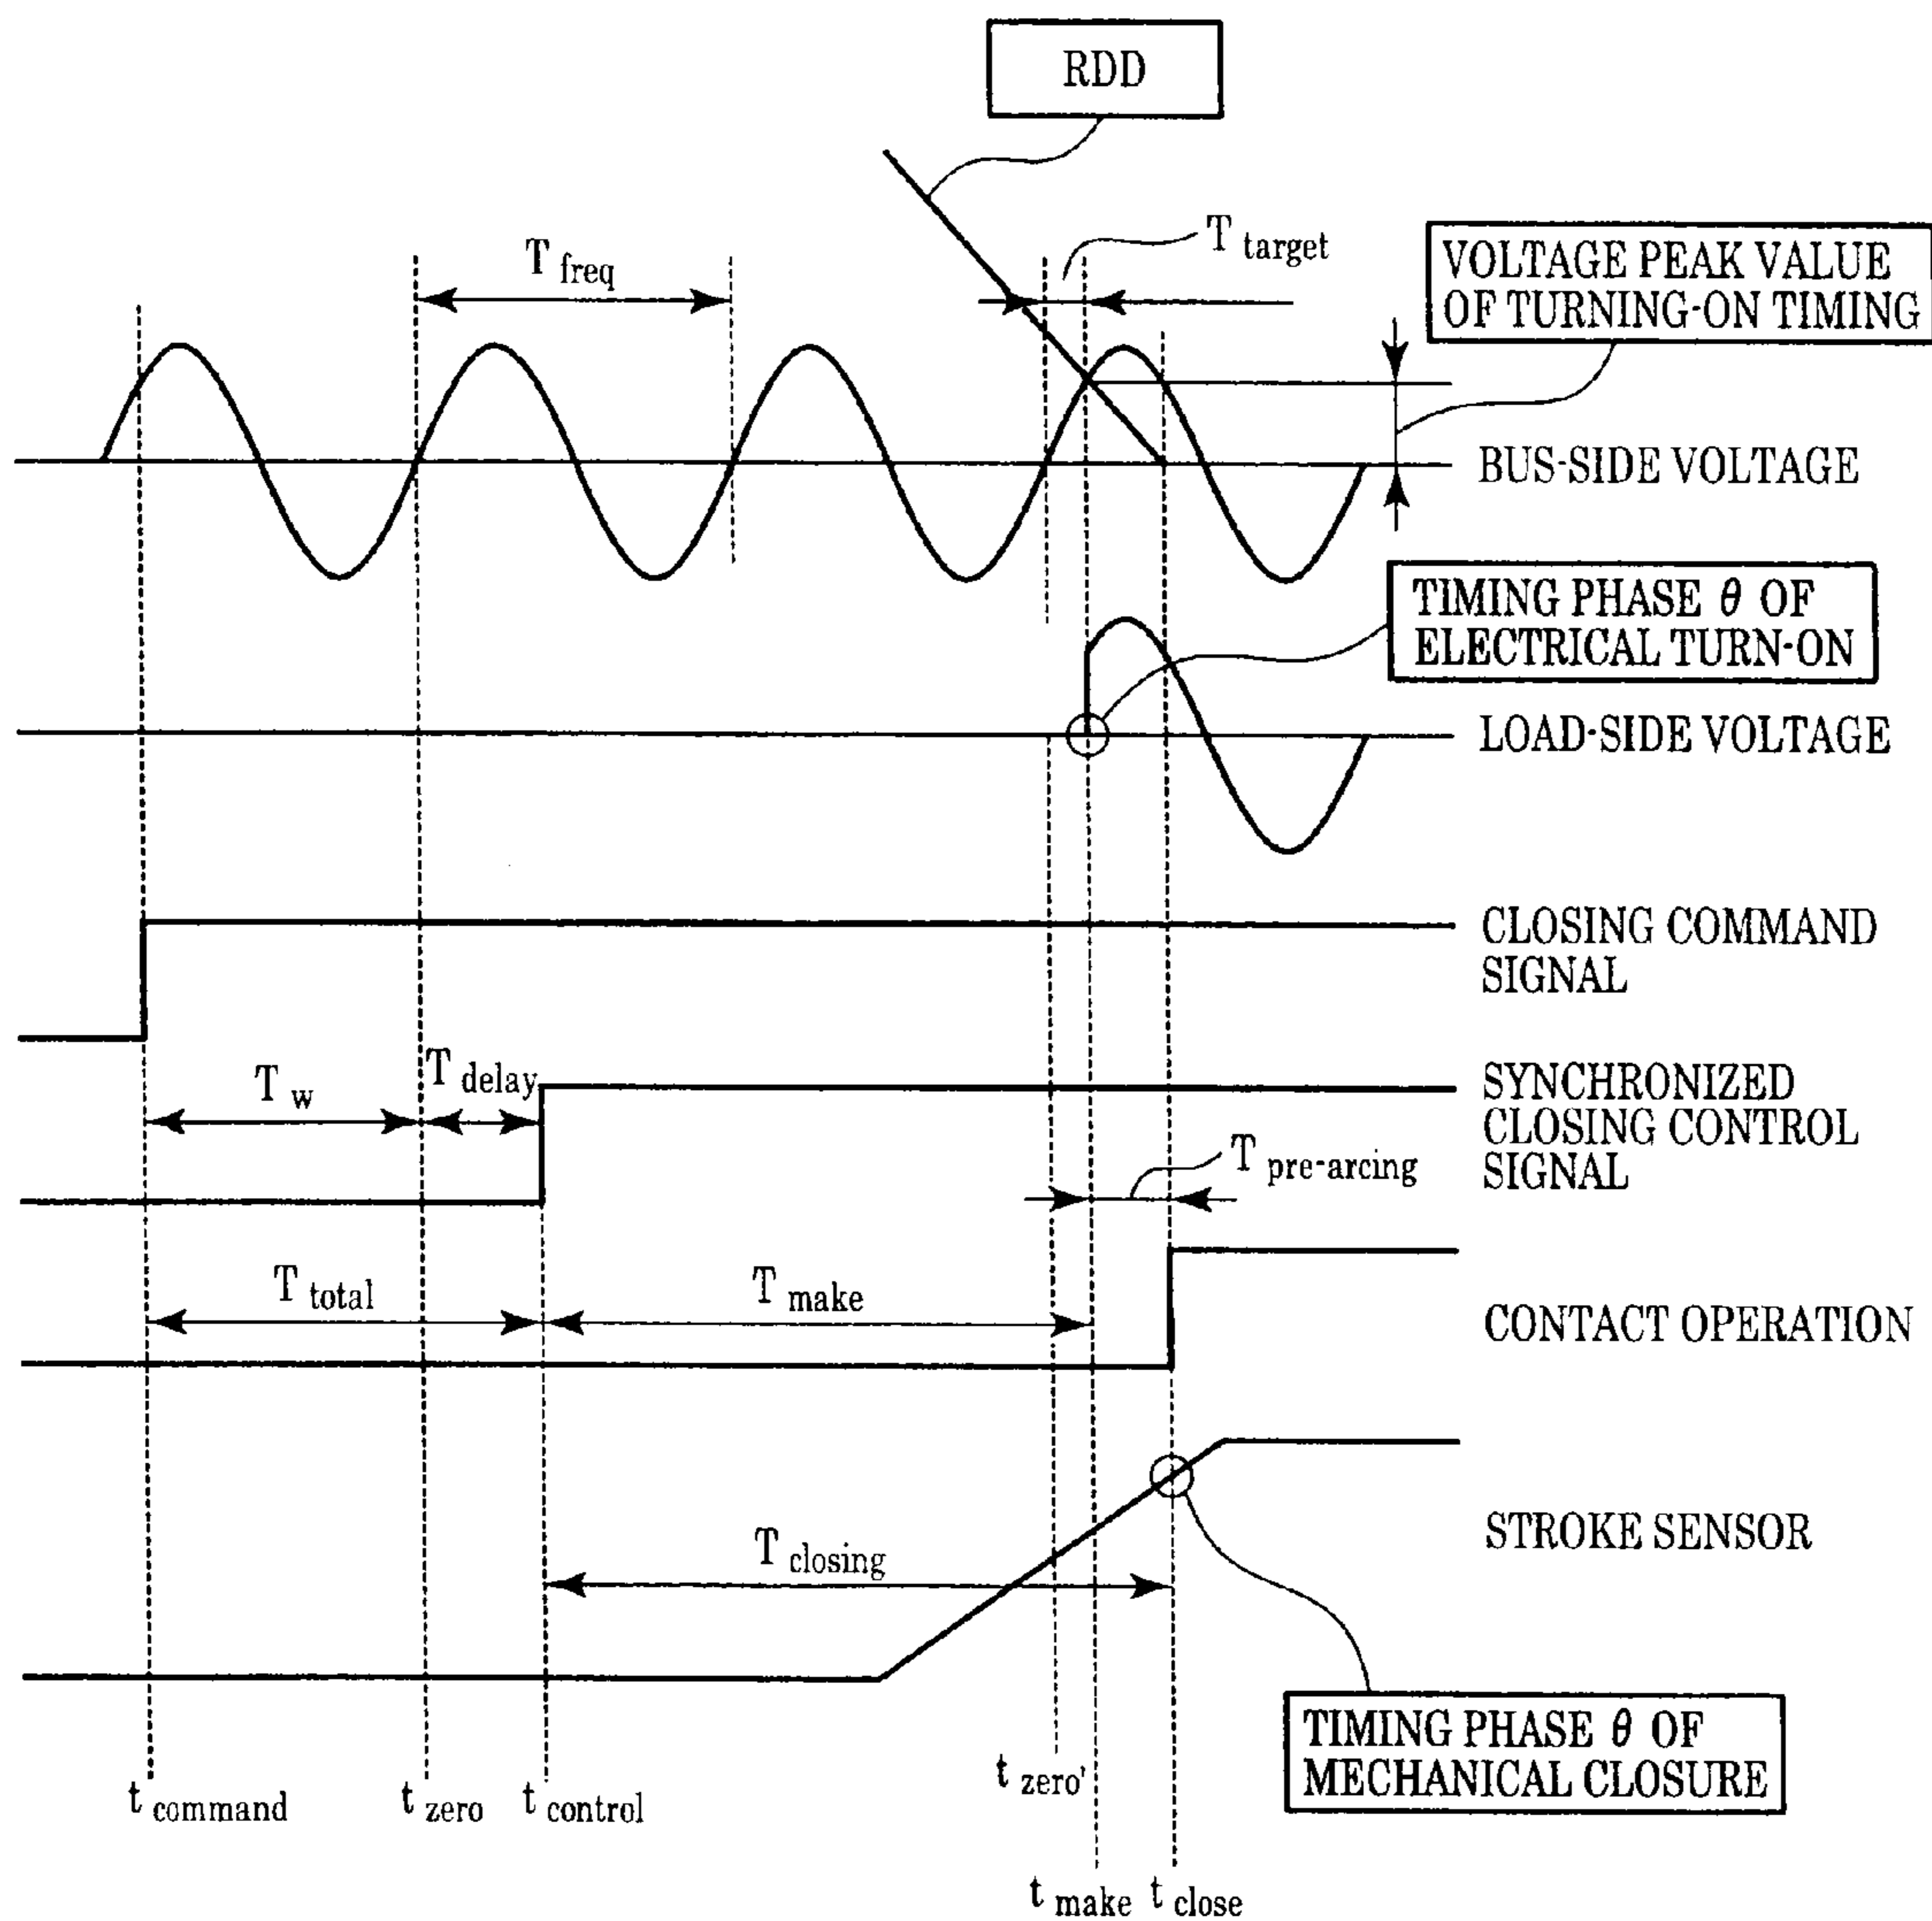 RDD
T target
T freq
VOLTAGE PEAK VALUE
OF TURNING-ON TIMING
BUS-SIDE VOLTAGE
TIMING PHASE θ OF
ELECTRICAL TURN-ON
LOAD-SIDE VOLTAGE
CLOSING COMMAND
SIGNAL
T w
T delay
SYNCHRONIZED
CLOSING CONTROL
SIGNAL
T pre-arcing
T total
T make
CONTACT OPERATION
T closing
STROKE SENSOR
TIMING PHASE θ OF
MECHANICAL CLOSURE
t command
t zero
t control
t zero'
t make
t close